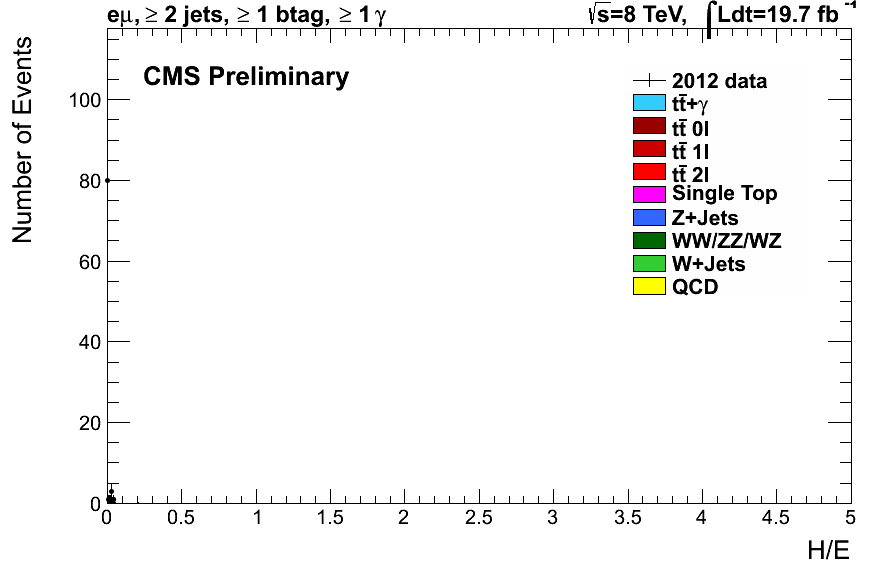 eμ, ≥ 2 jets, ≥ 1 btag, ≥ 1 γ
√s=8 TeV, ∫Ldt=19.7 fb⁻¹
Number of Events
CMS Preliminary
2012 data
tt̄+γ
tt̄ 0l
tt̄ 1l
tt̄ 2l
Single Top
Z+Jets
WW/ZZ/WZ
W+Jets
QCD
100
80
60
40
20
0
0 0.5 1 1.5 2 2.5 3 3.5 4 4.5 5
H/E